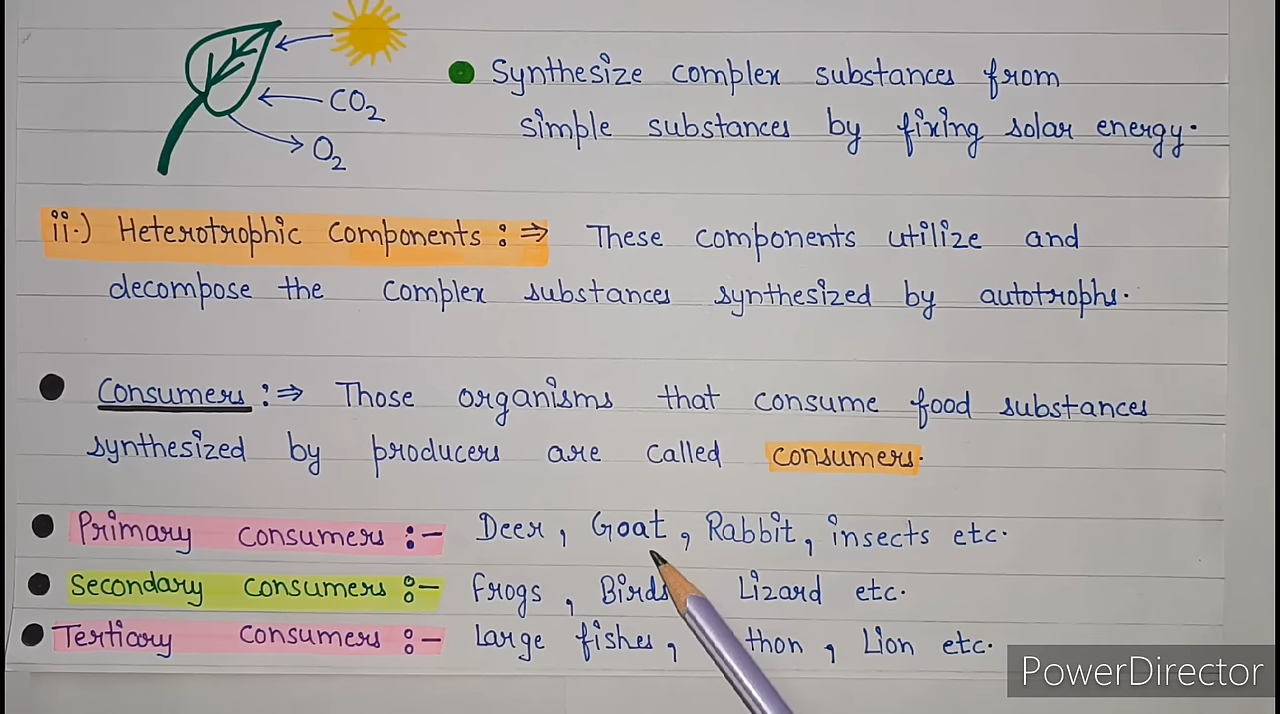 CO2
O2
Synthesize complex substances from
simple substances by fixing solar energy.
ii.) Heterotrophic Components :⇒ These components utilize and
decompose the complex substances synthesized by autotrophs.
Consumers :⇒ Those organisms that consume food substances
synthesized by producers are called consumers.
Primary consumers :- Deer, Goat, Rabbit, insects etc.
Secondary consumers :- Frogs, Birds Lizard etc.
Tertiary consumers :- Large fishes, thon, Lion etc.
PowerDirector